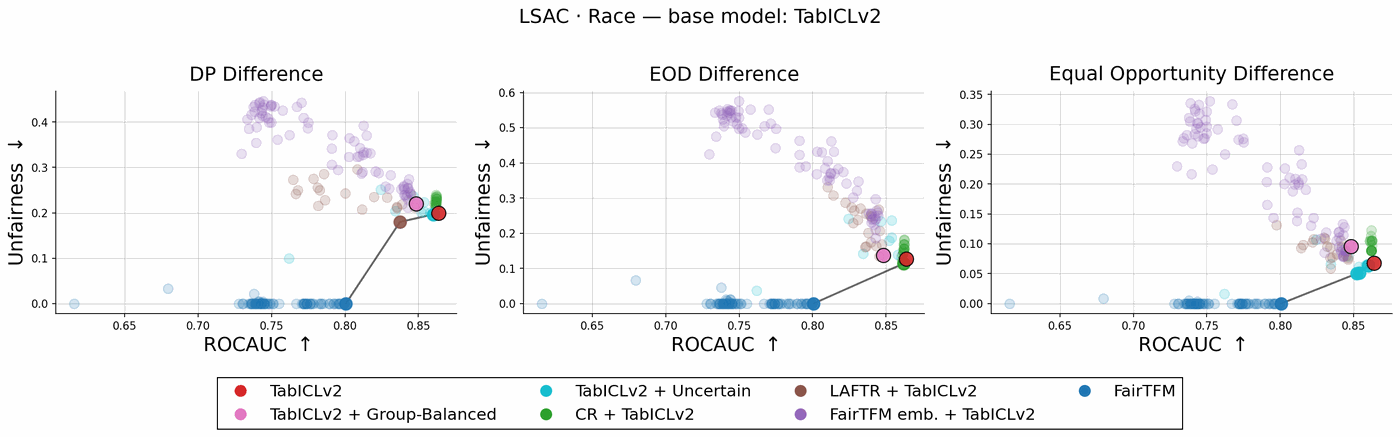 LSAC · Race — base model: TabICLv2
DP Difference
EOD Difference
Equal Opportunity Difference
Unfairness ↓
0.4
0.3
0.2
0.1
0.0
0.65 0.70 0.75 0.80 0.85
ROCAUC ↑
Unfairness ↓
0.6
0.5
0.4
0.3
0.2
0.1
0.0
0.65 0.70 0.75 0.80 0.85
ROCAUC ↑
Unfairness ↓
0.35
0.30
0.25
0.20
0.15
0.10
0.05
0.00
0.65 0.70 0.75 0.80 0.85
ROCAUC ↑
TabICLv2
TabICLv2 + Group-Balanced
TabICLv2 + Uncertain
CR + TabICLv2
LAFTR + TabICLv2
FairTFM emb. + TabICLv2
FairTFM